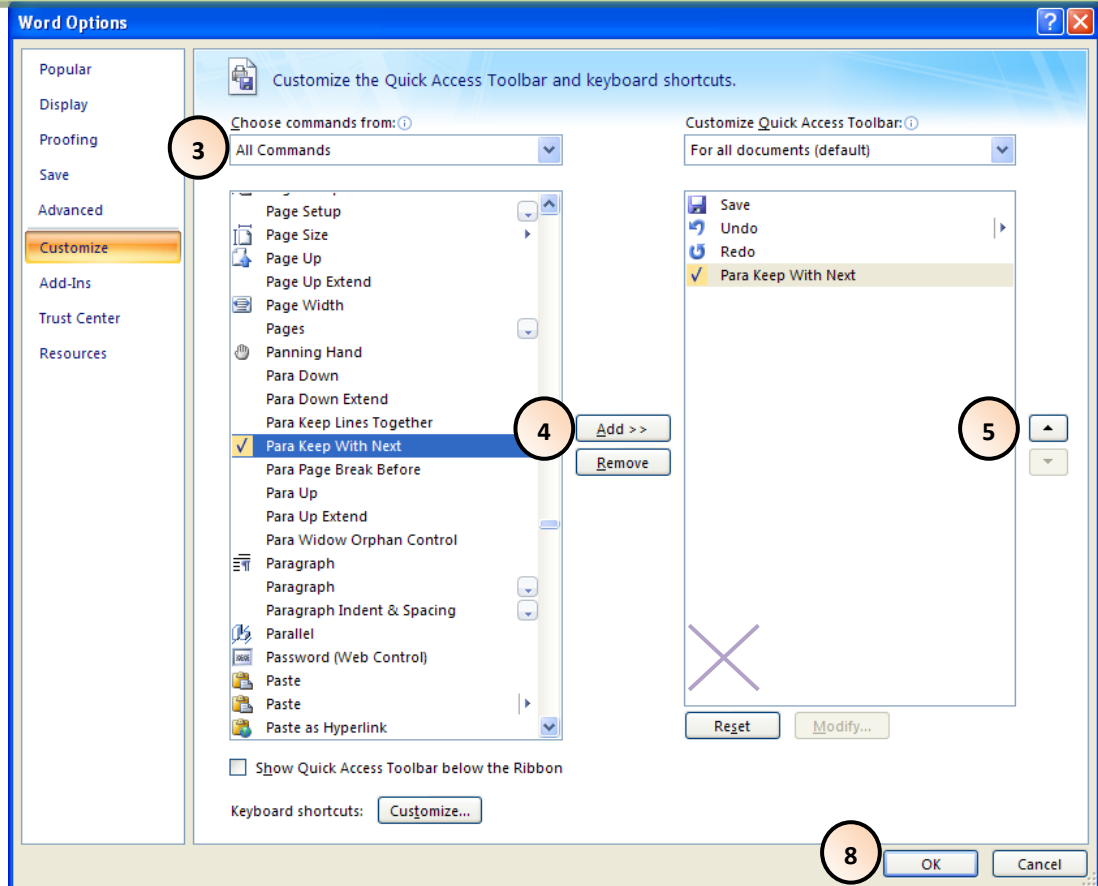 Word Options
Popular
Display
Proofing
Save
Advanced
Customize
Add-Ins
Trust Center
Resources
Customize the Quick Access Toolbar and keyboard shortcuts.
Choose commands from:
3
All Commands
Page Setup
Page Size
Page Up
Page Up Extend
Page Width
Pages
Panning Hand
Para Down
Para Down Extend
Para Keep Lines Together
Para Keep With Next
Para Page Break Before
Para Up
Para Up Extend
Para Widow Orphan Control
Paragraph
Paragraph
Paragraph Indent & Spacing
Parallel
Password (Web Control)
Paste
Paste
Paste as Hyperlink
4
Add >>
Remove
Customize Quick Access Toolbar:
For all documents (default)
Save
Undo
Redo
Para Keep With Next
5
Reset
Modify...
Show Quick Access Toolbar below the Ribbon
Keyboard shortcuts:
Customize...
8
OK
Cancel